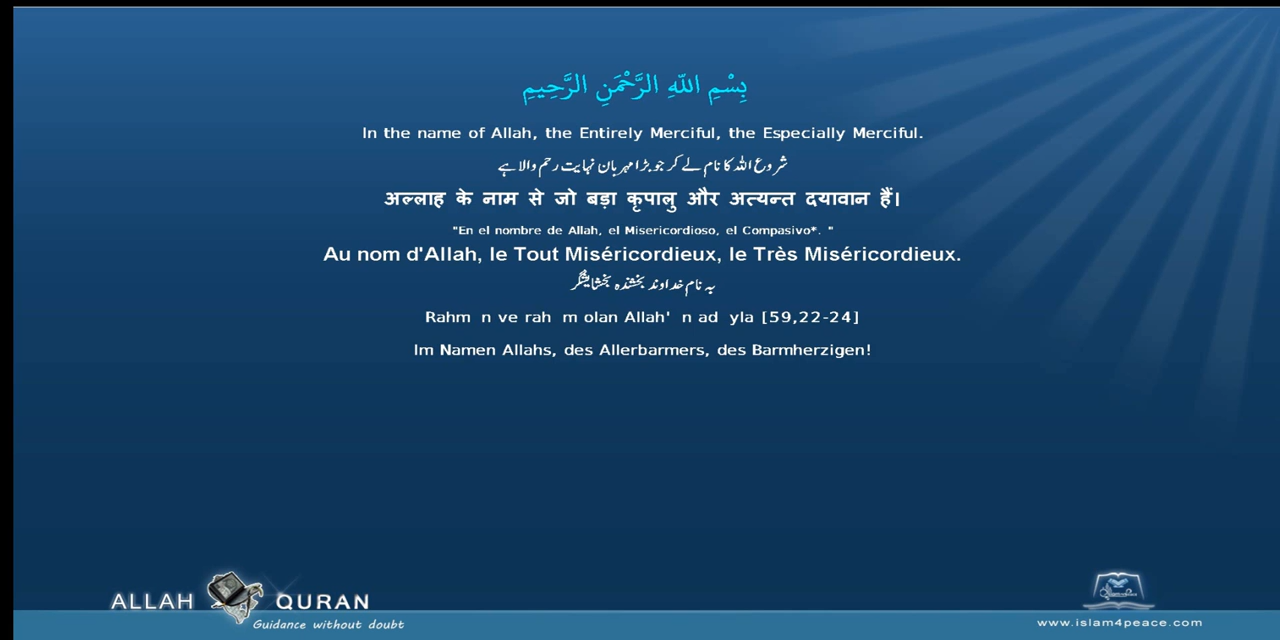 بِسْمِ اللَّهِ الرَّحْمَنِ الرَّحِيمِ
In the name of Allah, the Entirely Merciful, the Especially Merciful.
شروع الله کا نام لے کر جو بڑا مہربان نہایت رحم والا ہے
अल्लाह के नाम से जो बड़ा कृपालु और अत्यन्त दयावान हैं।
"En el nombre de Allah, el Misericordioso, el Compasivo*. "
Au nom d'Allah, le Tout Miséricordieux, le Très Miséricordieux.
به نام خداوند بخشنده بخشایشگر
Rahm n ve rah m olan Allah' n ad yla [59,22-24]
Im Namen Allahs, des Allerbarmers, des Barmherzigen!
ALLAH QURAN
Guidance without doubt
www.islam4peace.com